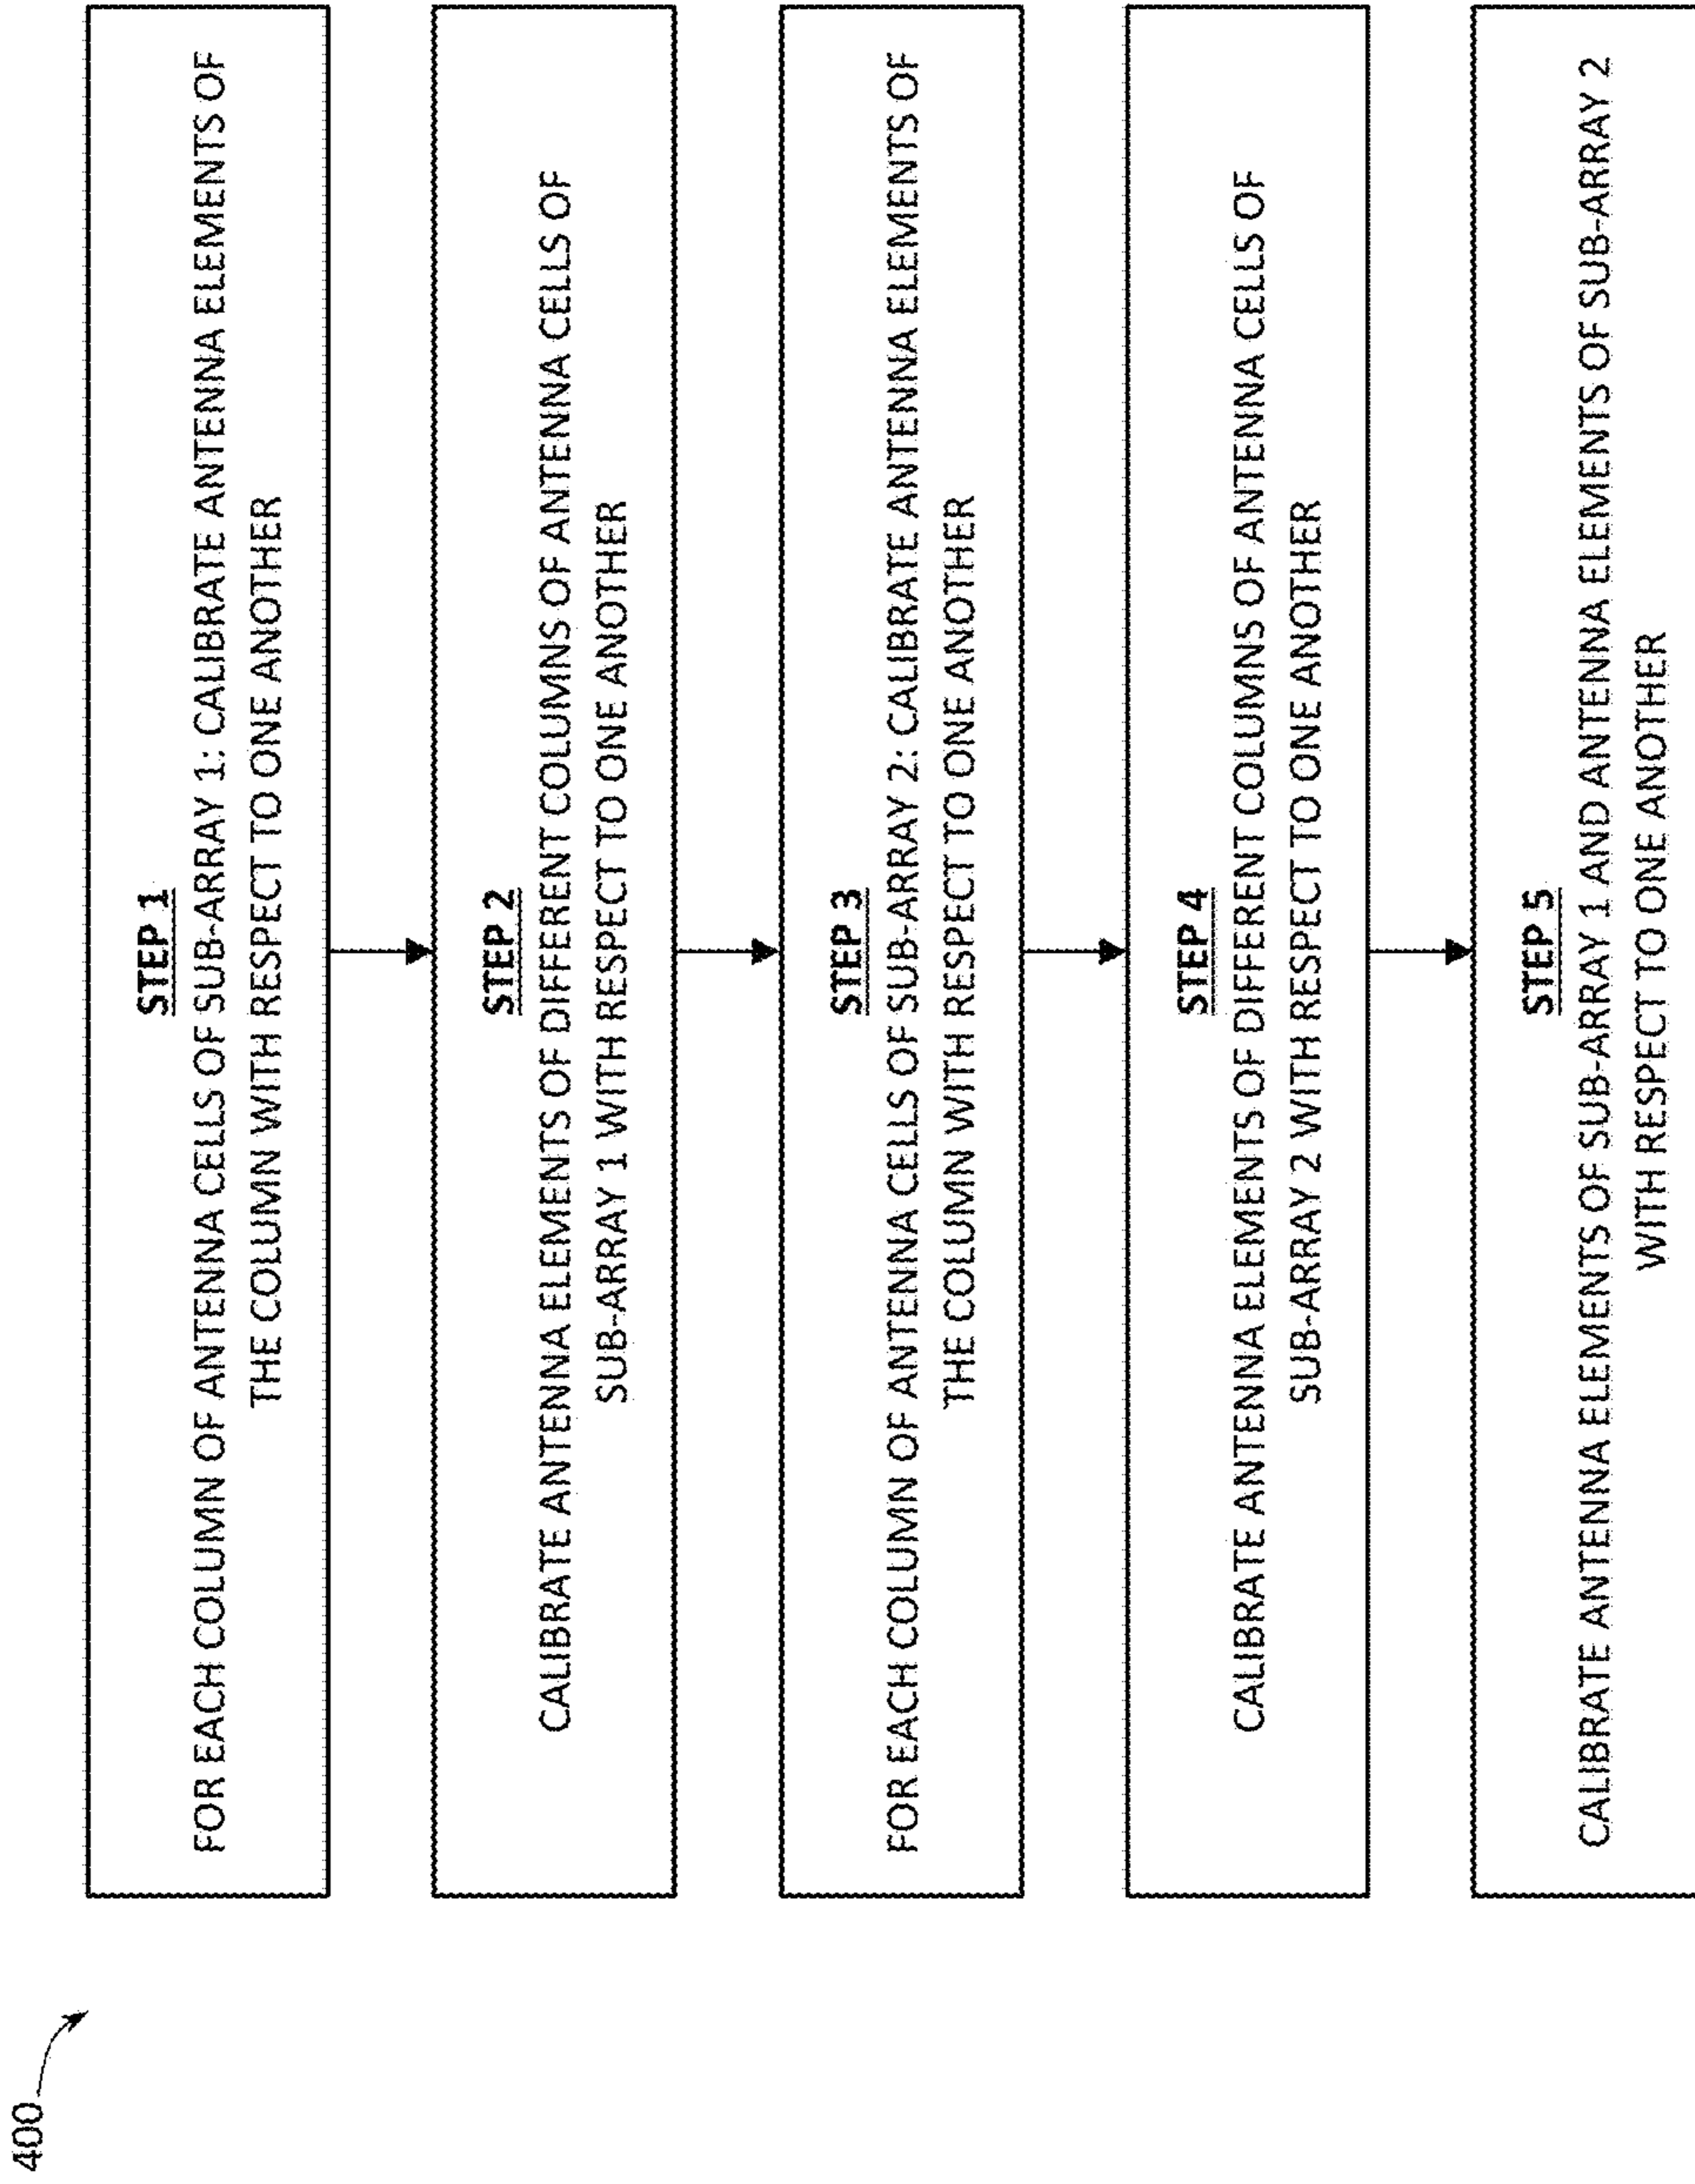 400
STEP 1
FOR EACH COLUMN OF ANTENNA CELLS OF SUB-ARRAY 1: CALIBRATE ANTENNA ELEMENTS OF
THE COLUMN WITH RESPECT TO ONE ANOTHER
STEP 2
CALIBRATE ANTENNA ELEMENTS OF DIFFERENT COLUMNS OF ANTENNA CELLS OF
SUB-ARRAY 1 WITH RESPECT TO ONE ANOTHER
STEP 3
FOR EACH COLUMN OF ANTENNA CELLS OF SUB-ARRAY 2: CALIBRATE ANTENNA ELEMENTS OF
THE COLUMN WITH RESPECT TO ONE ANOTHER
STEP 4
CALIBRATE ANTENNA ELEMENTS OF DIFFERENT COLUMNS OF ANTENNA CELLS OF
SUB-ARRAY 2 WITH RESPECT TO ONE ANOTHER
STEP 5
CALIBRATE ANTENNA ELEMENTS OF SUB-ARRAY 1 AND ANTENNA ELEMENTS OF SUB-ARRAY 2
WITH RESPECT TO ONE ANOTHER